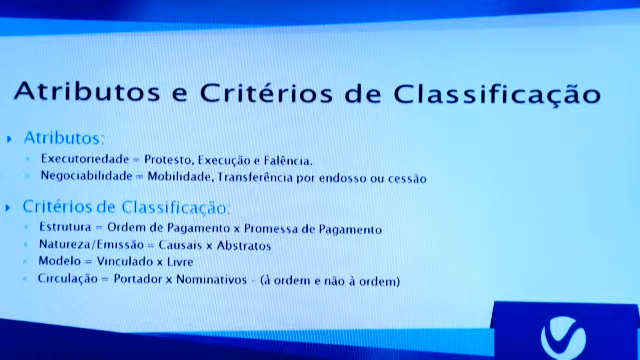 Atributos e Critérios de Classificação
Atributos:
Executoriedade = Protesto, Execução e Falência.
Negociabilidade = Mobilidade, Transferência por endosso ou cessão
Critérios de Classificação:
Estrutura = Ordem de Pagamento x Promessa de Pagamento
Natureza/Emissão = Causais x Abstratos
Modelo = Vinculado x Livre
Circulação = Portador x Nominativos - (à ordem e não à ordem)